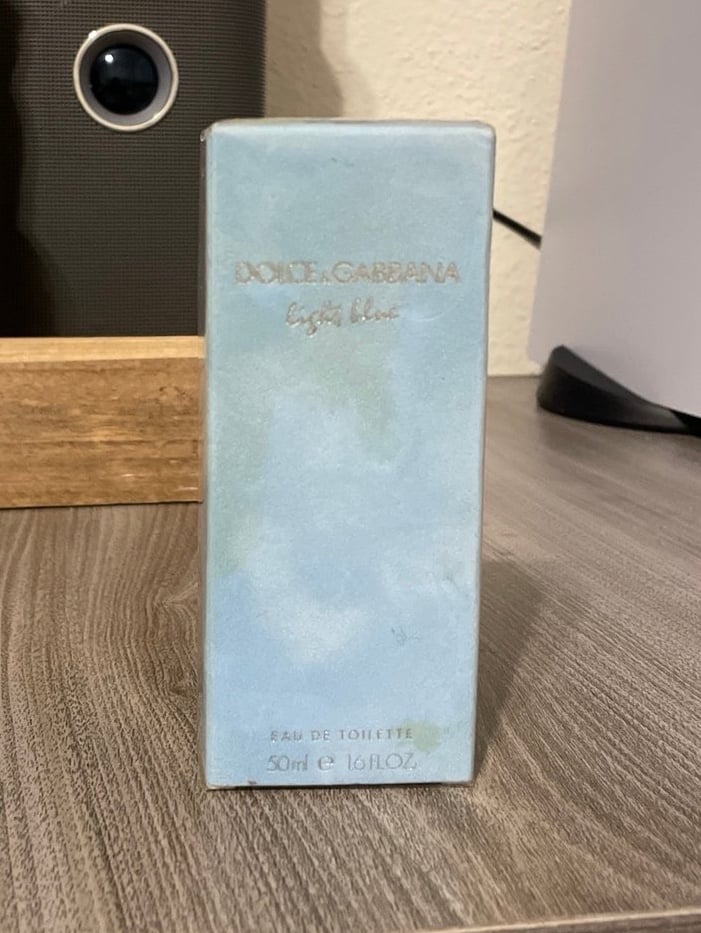 DOLCE & GABBANA
light blue
EAU DE TOILETTE
50ml e 1.6 FL.OZ.